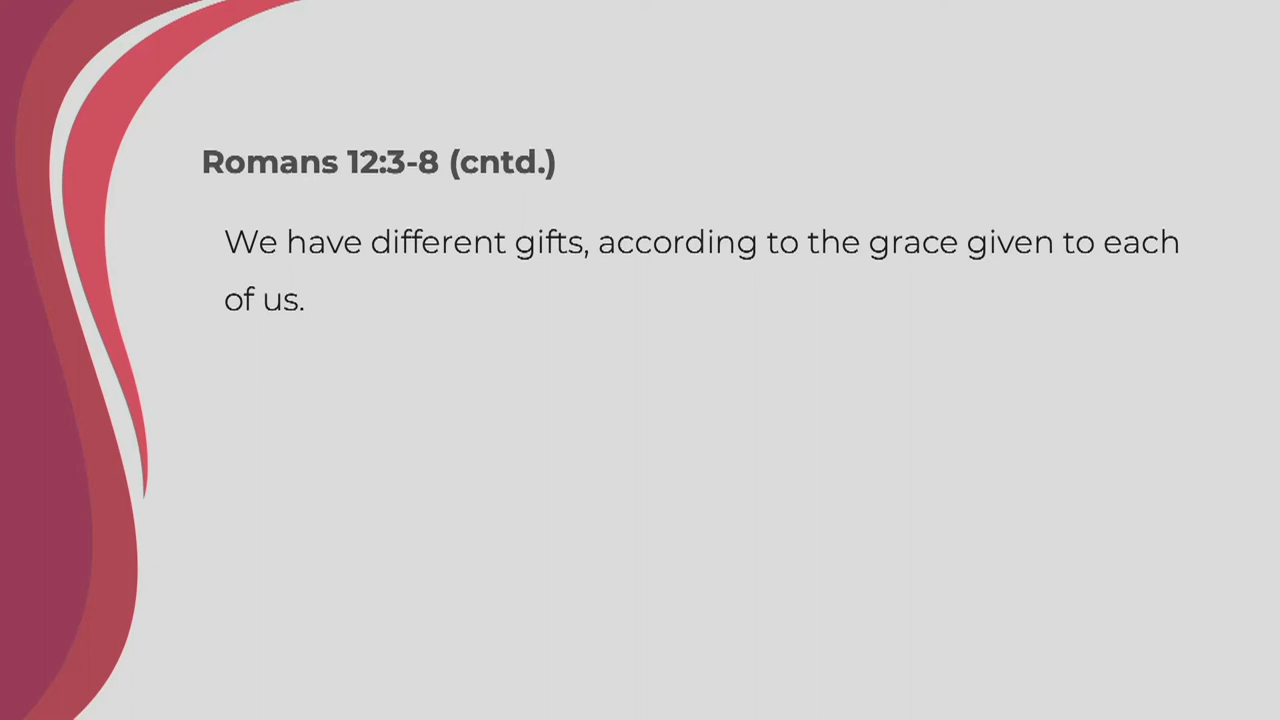 Romans 12:3-8 (cntd.)
We have different gifts, according to the grace given to each
of us.